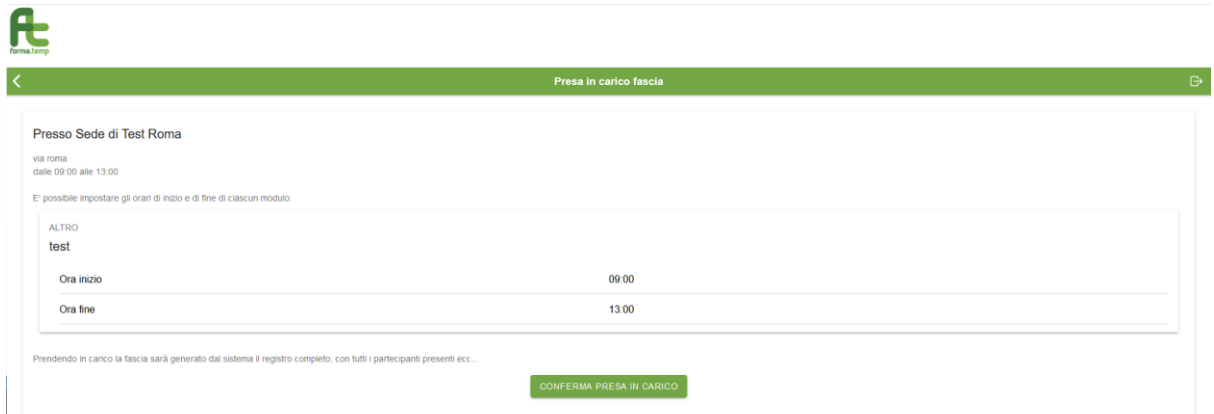 forma.temp
Presa in carico fascia
Presso Sede di Test Roma
via roma
dalle 09:00 alle 13:00
E' possibile impostare gli orari di inizio e di fine di ciascun modulo:
ALTRO
test
Ora inizio 09:00
Ora fine 13:00
Prendendo in carico la fascia sarà generato dal sistema il registro completo, con tutti i partecipanti presenti ecc...
CONFERMA PRESA IN CARICO